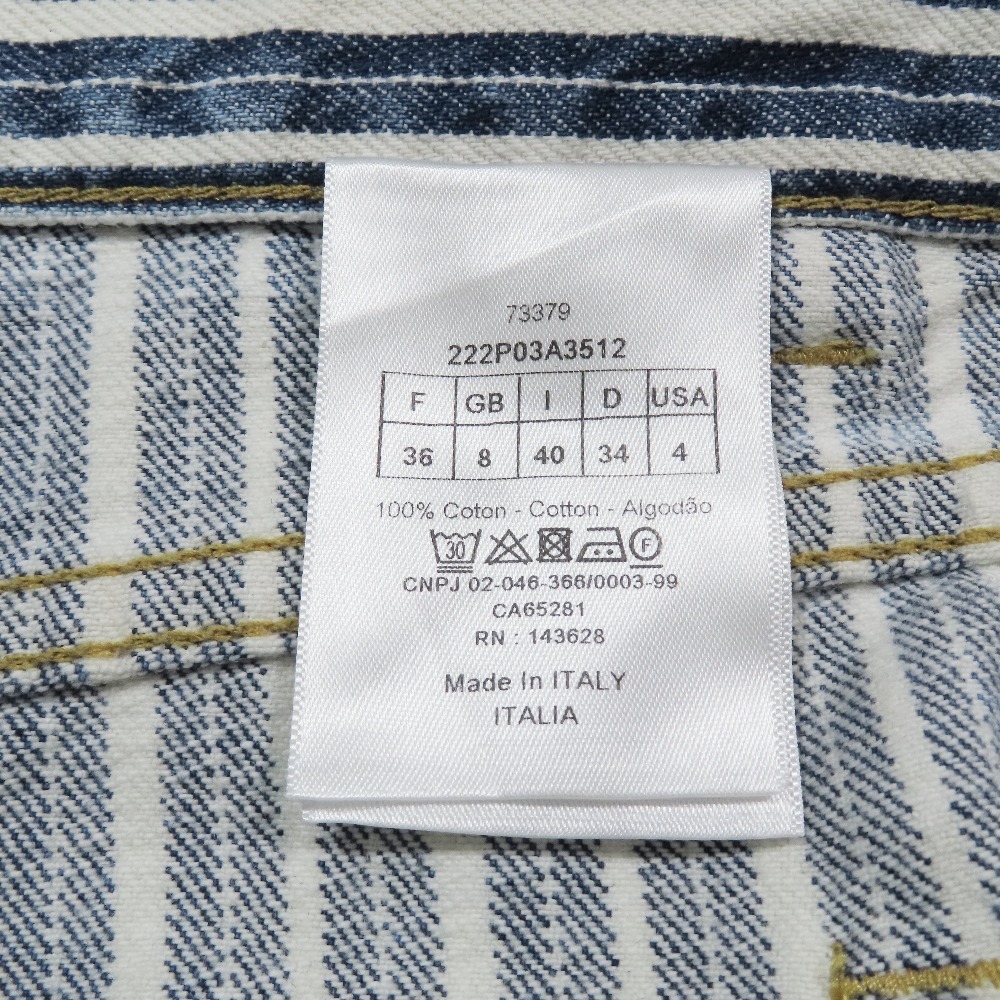 73379
222P03A3512
F GB I D USA
36 8 40 34 4
100% Coton - Cotton - Algodão
30 F
CNPJ 02-046-366/0003-99
CA65281
RN : 143628
Made In ITALY
ITALIA